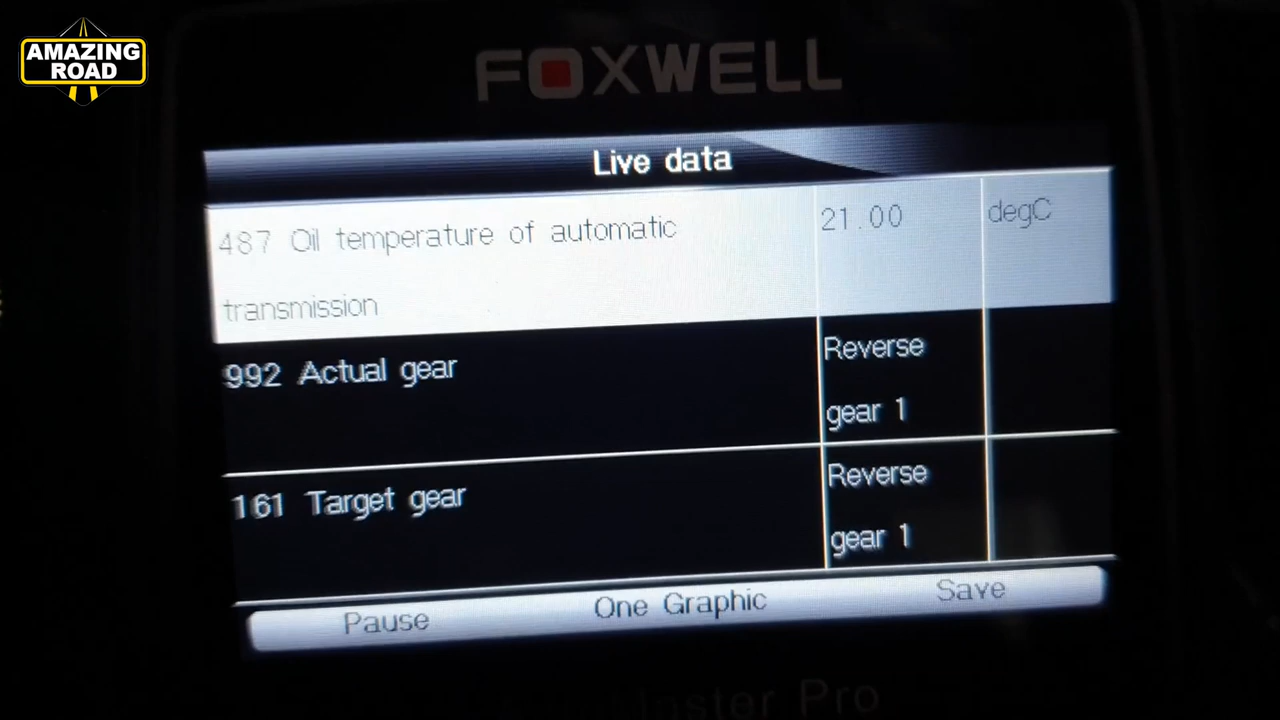 AMAZING
ROAD
FOXWELL
Live data
487 Oil temperature of automatic
transmission
21.00
degC
992 Actual gear
Reverse
gear 1
161 Target gear
Reverse
gear 1
Pause
One Graphic
Save
Pro